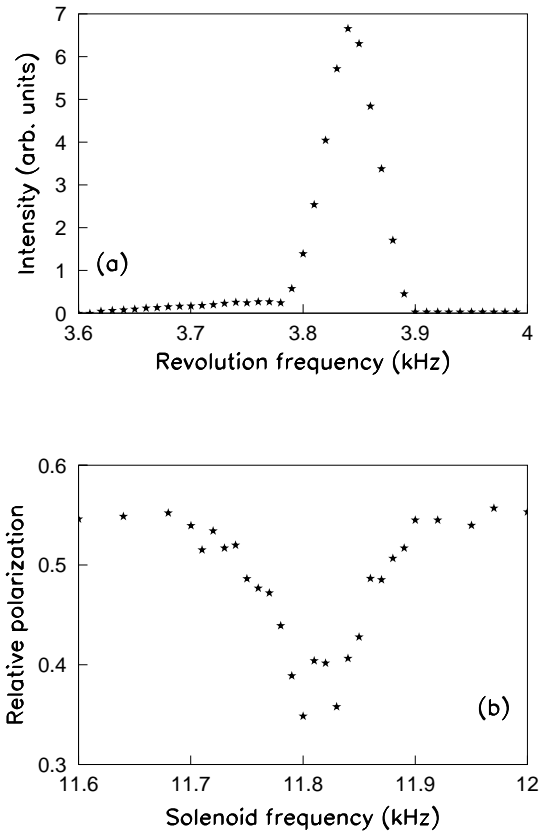 7
6
5
4
3
2
1
0
Intensity (arb. units)
(a)
3.6 3.7 3.8 3.9 4
Revolution frequency (kHz)
0.6
0.5
0.4
0.3
Relative polarization
(b)
11.6 11.7 11.8 11.9 12
Solenoid frequency (kHz)